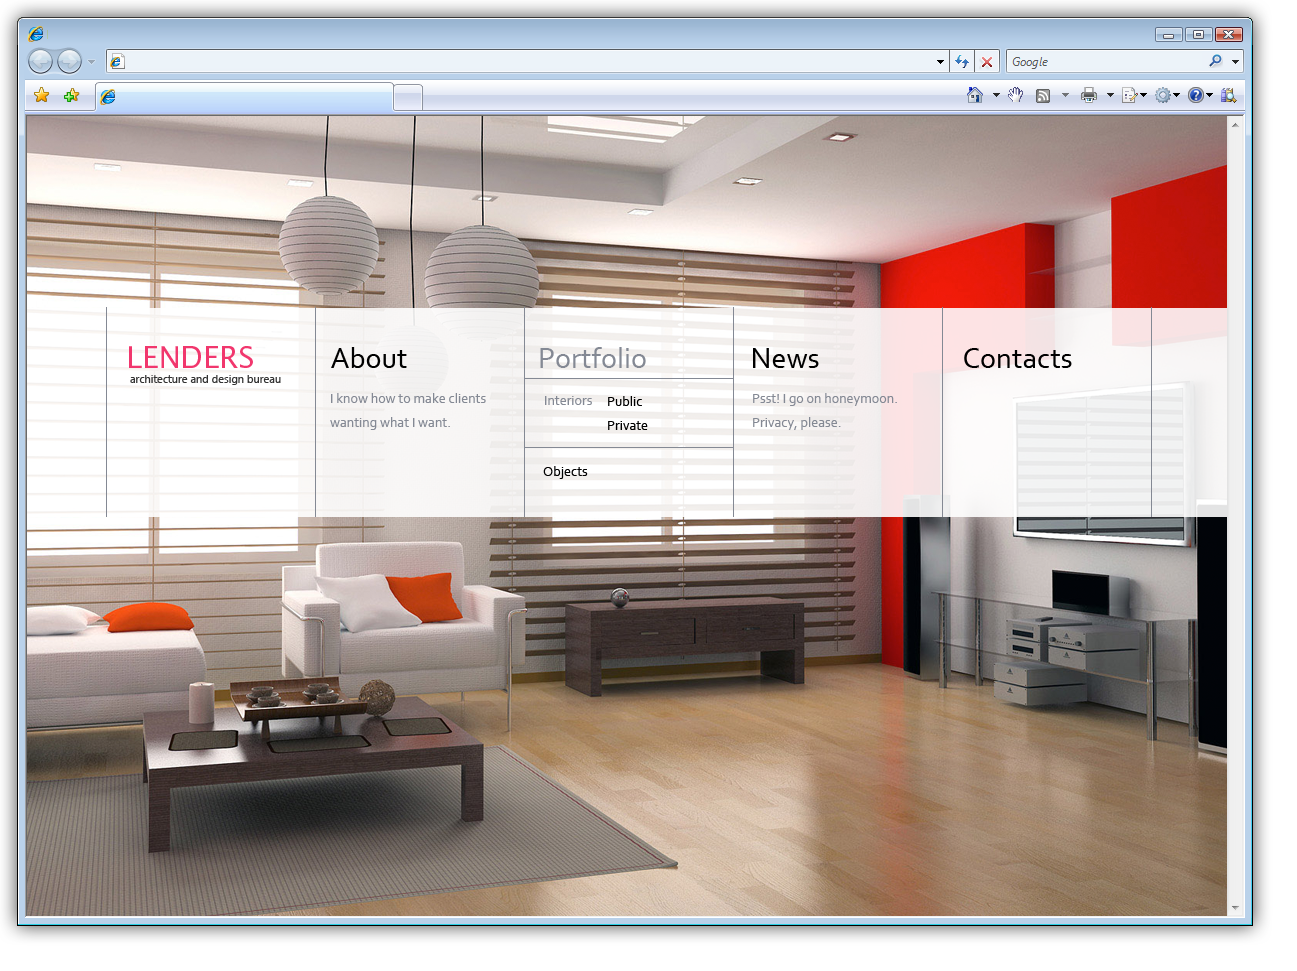 Google
LENDERS
architecture and design bureau
About
I know how to make clients
wanting what I want.
Portfolio
Interiors
Public
Private
Objects
News
Psst! I go on honeymoon.
Privacy, please.
Contacts